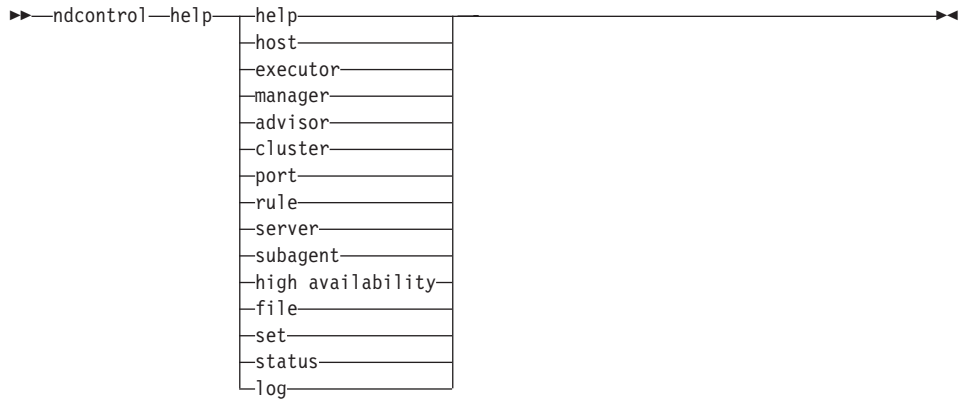 ndcontrol help help
host
executor
manager
advisor
cluster
port
rule
server
subagent
high availability
file
set
status
log